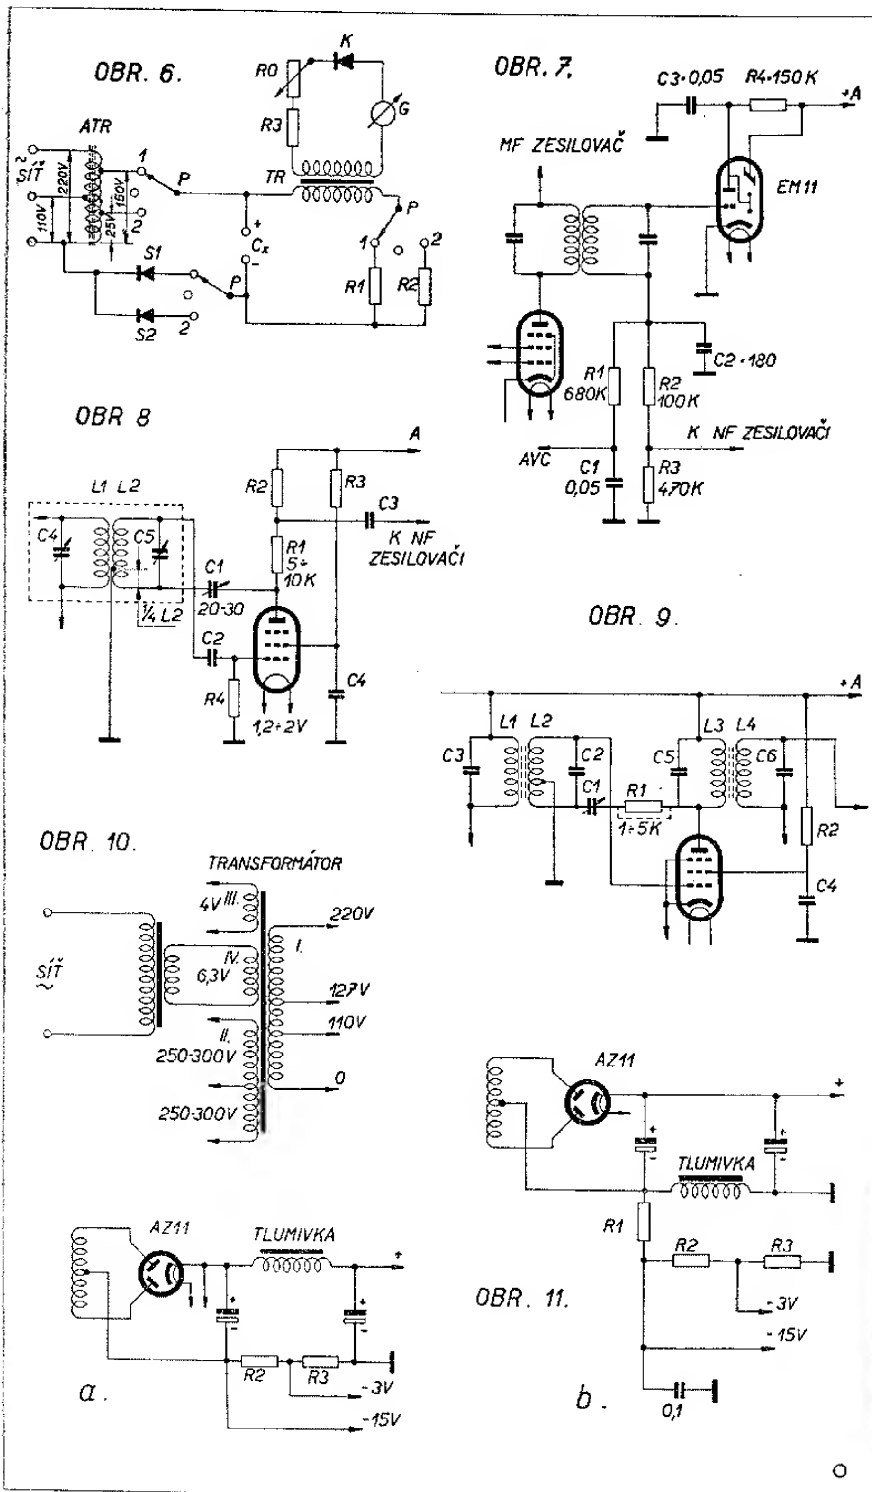 OBR. 6.
ATR
~
SÍŤ
110V
220V
25V
150V
1
2
P
S1
S2
2
P
+
Cx
-
R0
K
R3
G
TR
P
1
2
R1
R2
OBR. 7.
C3·0,05
R4·150K
+A
MF ZESILOVAČ
EM11
C2·180
R1
680K
R2
100K
AVC
K NF ZESILOVAČI
C1
0,05
R3
470K
OBR 8
A
L1 L2
R2
R3
C4
C5
C3
K NF
ZESILOVAČI
R1
5÷
10K
C1
20-30
¼ L2
C2
C4
R4
1,2÷2V
OBR. 9.
+A
L1 L2
L3 L4
C3
C2
C5
C6
C1
R1
1÷5K
R2
C4
OBR. 10.
TRANSFORMÁTOR
III.
4V
220V
I.
SÍŤ
~
IV.
6,3V
127V
110V
II.
250-300V
0
250-300V
AZ11
+
+
-
+
-
TLUMIVKA
R1
R2
R3
-3V
-15V
0,1
OBR. 11.
b.
AZ11
TLUMIVKA
+
+
-
+
-
R2
R3
-3V
-15V
a.